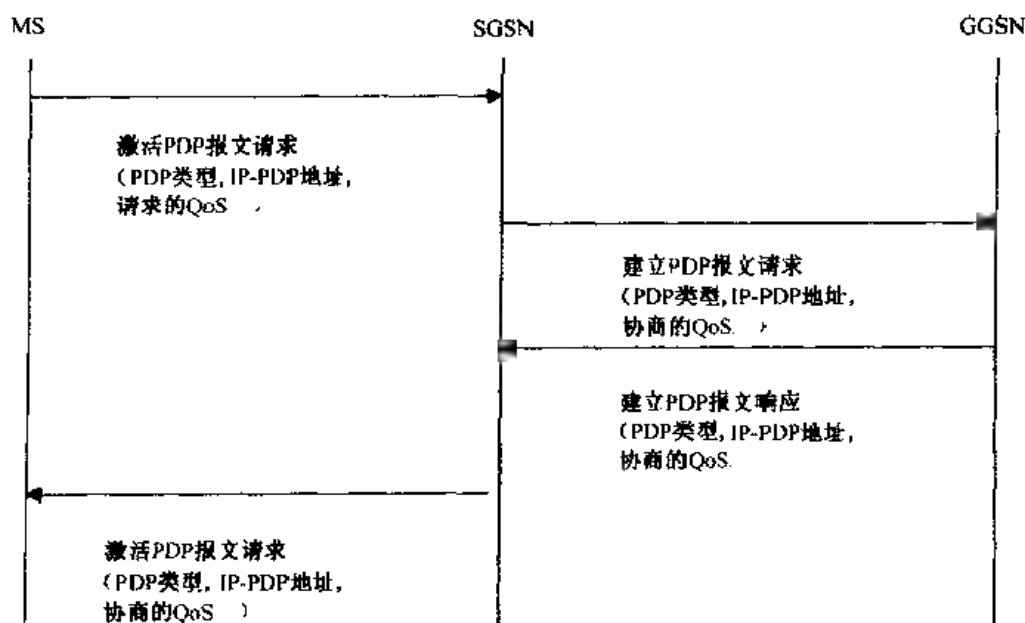 MS
SGSN
GGSN
激活PDP报文请求
(PDP类型, IP-PDP地址,
请求的QoS )
建立PDP报文请求
(PDP类型, IP-PDP地址,
协商的QoS. )
建立PDP报文响应
(PDP类型, IP-PDP地址,
协商的QoS.
激活PDP报文请求
(PDP类型, IP-PDP地址,
协商的QoS )